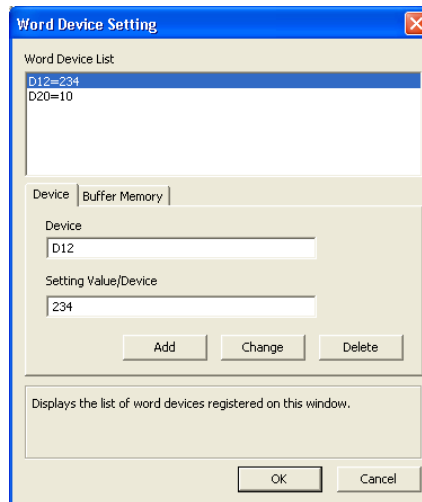 Word Device Setting
Word Device List
D12=234
D20=10
Device
Buffer Memory
Device
D12
Setting Value/Device
234
Add
Change
Delete
Displays the list of word devices registered on this window.
OK
Cancel